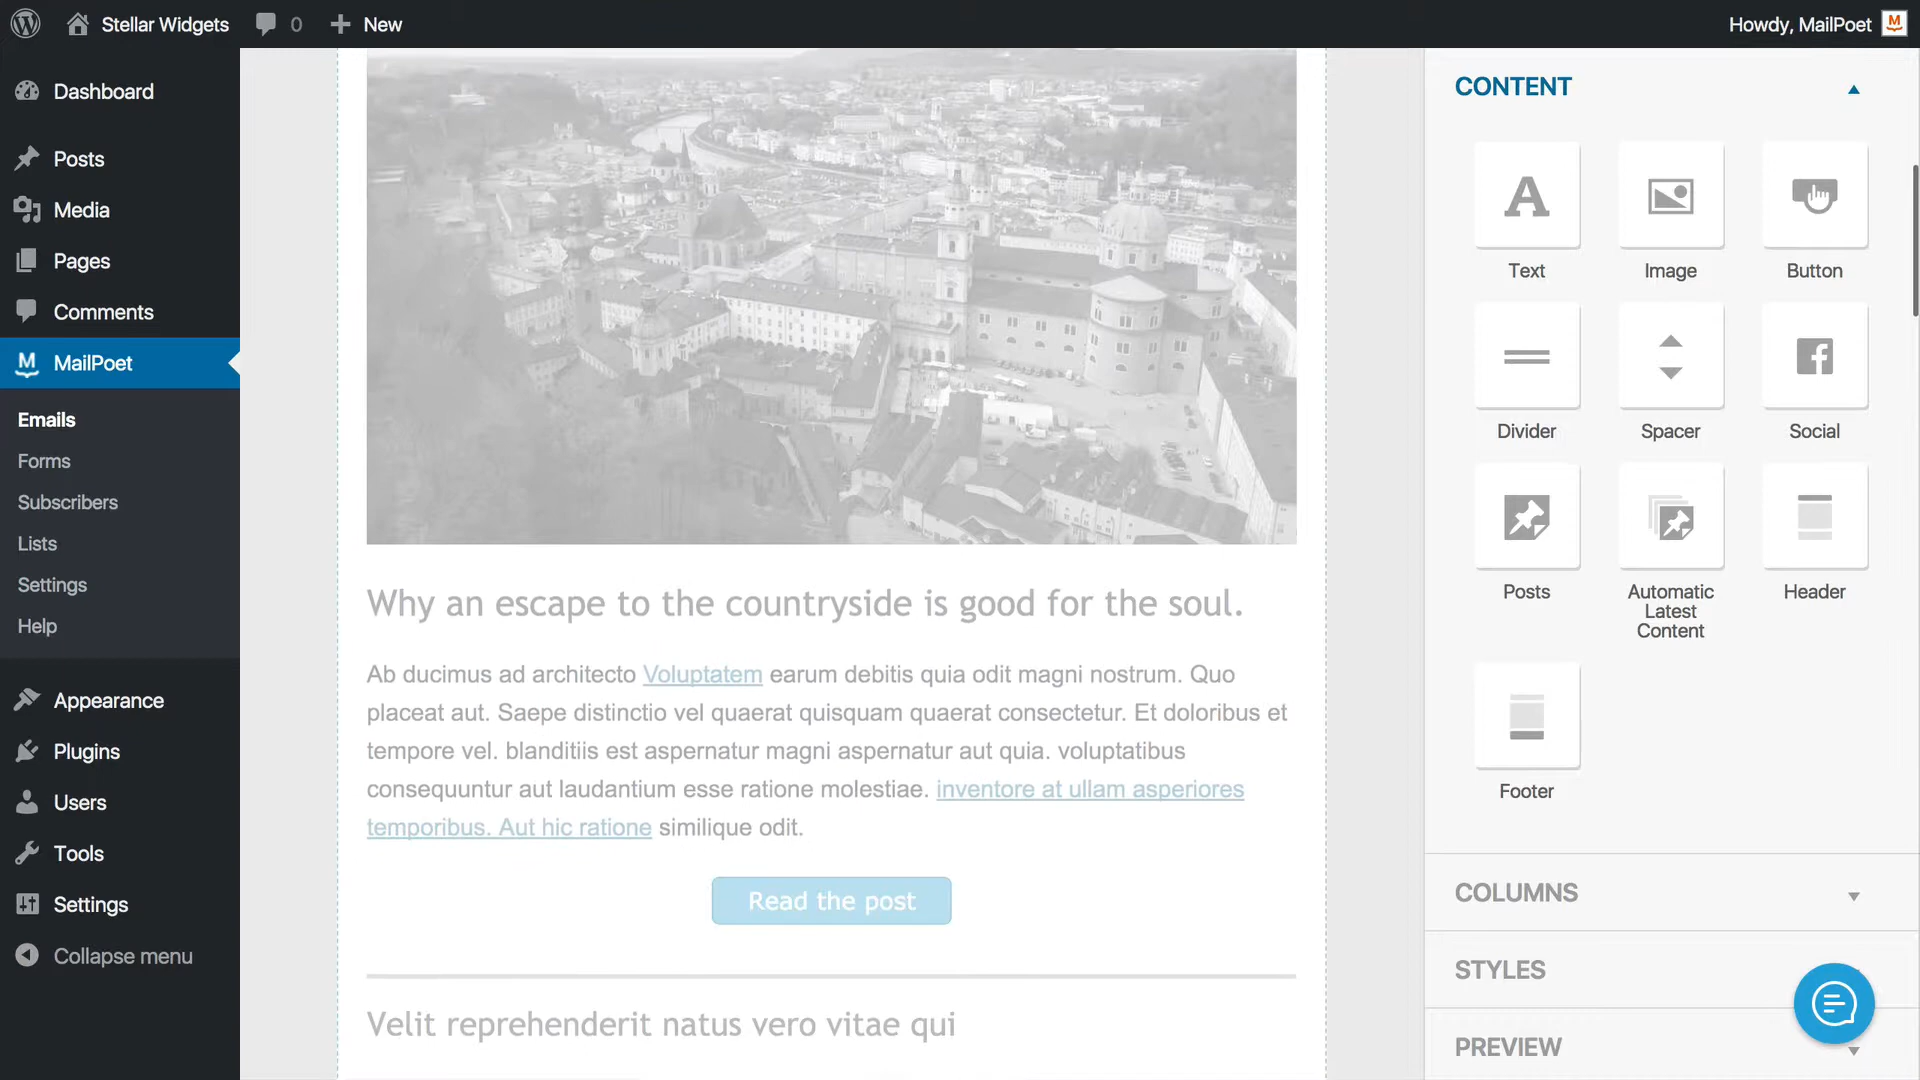 Stellar Widgets
0
New
Howdy, MailPoet
M
Dashboard
Posts
Media
Pages
Comments
M
MailPoet
Emails
Forms
Subscribers
Lists
Settings
Help
Appearance
Plugins
Users
Tools
Settings
Collapse menu
Why an escape to the countryside is good for the soul.
Ab ducimus ad architecto Voluptatem earum debitis quia odit magni nostrum. Quo
placeat aut. Saepe distinctio vel quaerat quisquam quaerat consectetur. Et doloribus et
tempore vel. blanditiis est aspernatur magni aspernatur aut quia. voluptatibus
consequuntur aut laudantium esse ratione molestiae. inventore at ullam asperiores
temporibus. Aut hic ratione similique odit.
Read the post
Velit reprehenderit natus vero vitae qui
CONTENT
A
Text
Image
Button
Divider
Spacer
Social
Posts
Automatic
Latest
Content
Header
Footer
COLUMNS
STYLES
PREVIEW